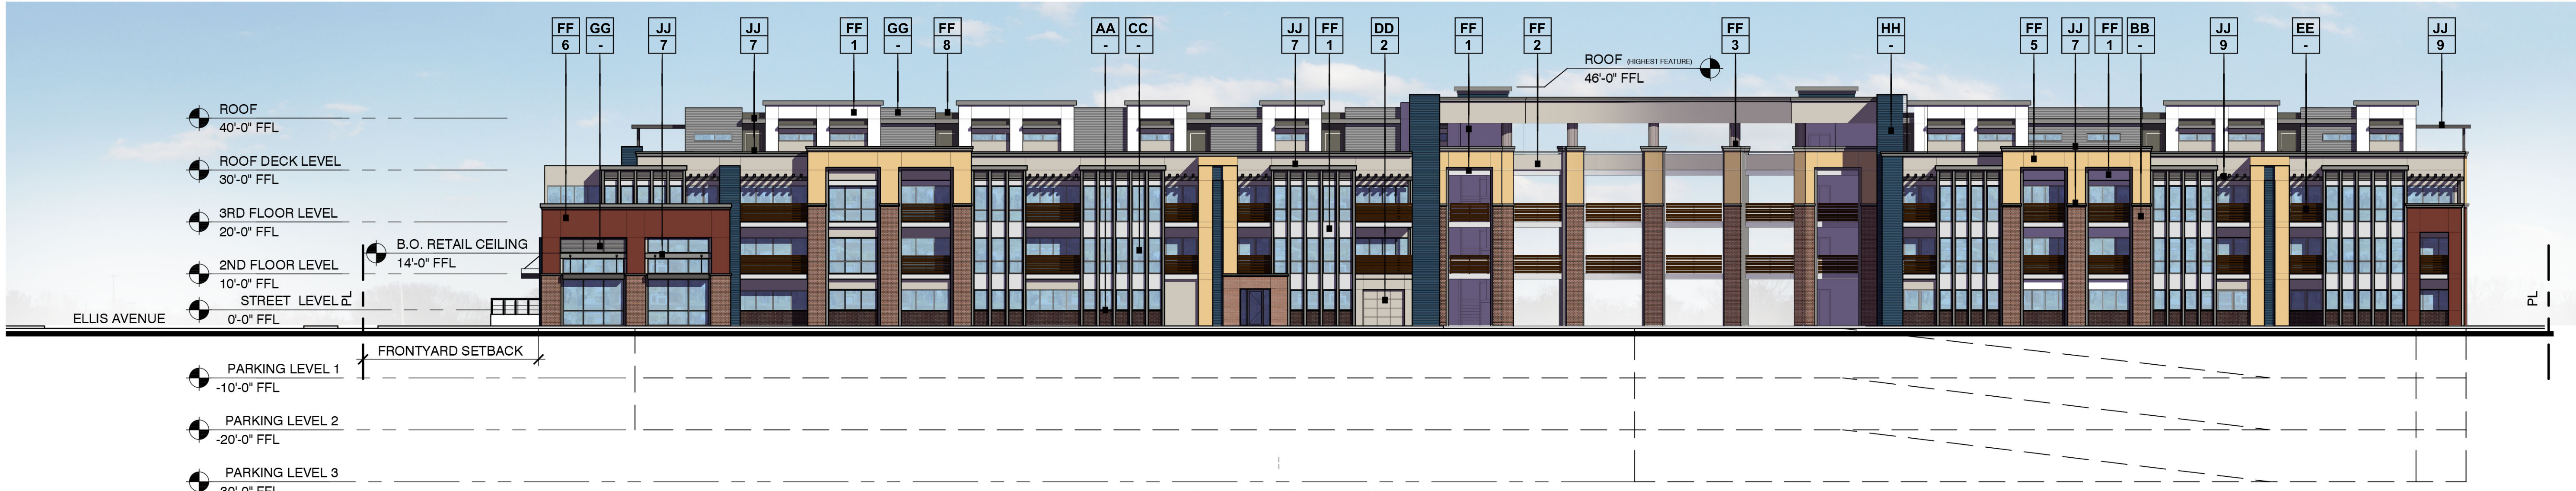 FF GG JJ JJ FF GG FF AA CC JJ FF DD FF FF FF HH FF JJ FF BB JJ EE JJ
6 - 7 7 1 - 8 - - 7 1 2 1 2 3 - 5 7 1 - 9 - 9
ROOF (HIGHEST FEATURE)
46'-0" FFL
ROOF
40'-0" FFL
ROOF DECK LEVEL
30'-0" FFL
3RD FLOOR LEVEL
20'-0" FFL
B.O. RETAIL CEILING
14'-0" FFL
2ND FLOOR LEVEL
10'-0" FFL
STREET LEVEL
0'-0" FFL
PL
PL
ELLIS AVENUE
FRONTYARD SETBACK
PARKING LEVEL 1
-10'-0" FFL
PARKING LEVEL 2
-20'-0" FFL
PARKING LEVEL 3
-30'-0" FFL